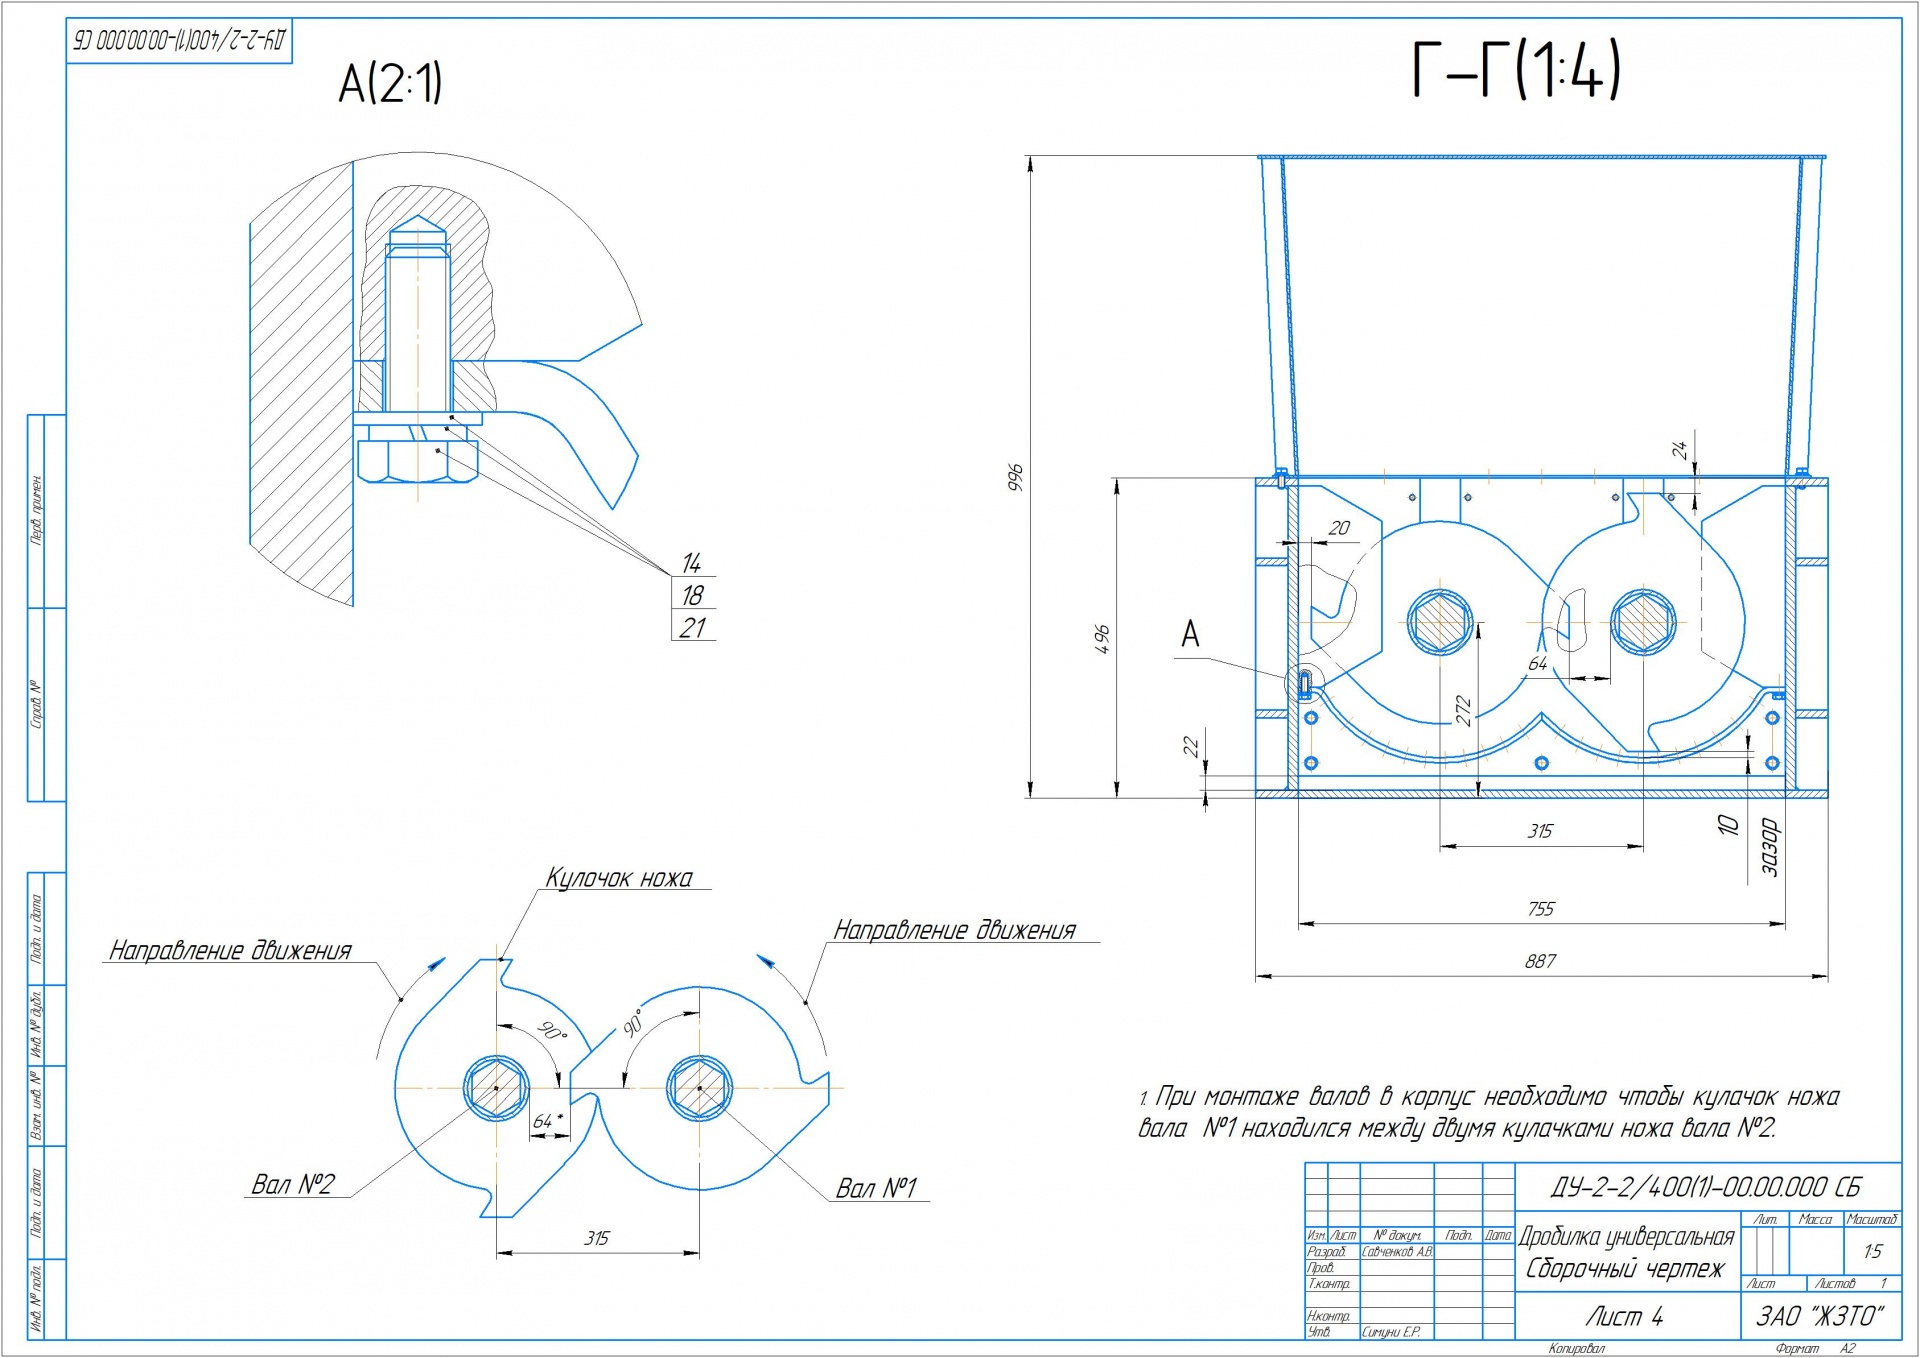 ДУ-2-2/400(1)-00.00.000 СБ
А(2:1)
Г-Г(1:4)
14
18
21
996
496
24
20
А
64
272
22
315
10
зазор
755
887
Перв. примен.
Справ. №
Подп. и дата
Инв. № дубл.
Взам. инв. №
Подп. и дата
Инв. № подл.
Кулочок ножа
Направление движения
Направление движения
90°
90°
64*
Вал №2
Вал №1
315
1. При монтаже валов в корпус необходимо чтобы кулачок ножа
вала №1 находился между двумя кулачками ножа вала №2.
ДУ-2-2/400(1)-00.00.000 СБ
Изм. Лист № докум. Подп. Дата
Разраб. Савченков А.В.
Пров.
Т.контр.
Н.контр.
Утв. Симуни Е.Р.
Дробилка универсальная
Сборочный чертеж
Лит. Масса Масштаб
1:5
Лист Листов 1
Лист 4
ЗАО "ЖЗТО"
Копировал Формат А2